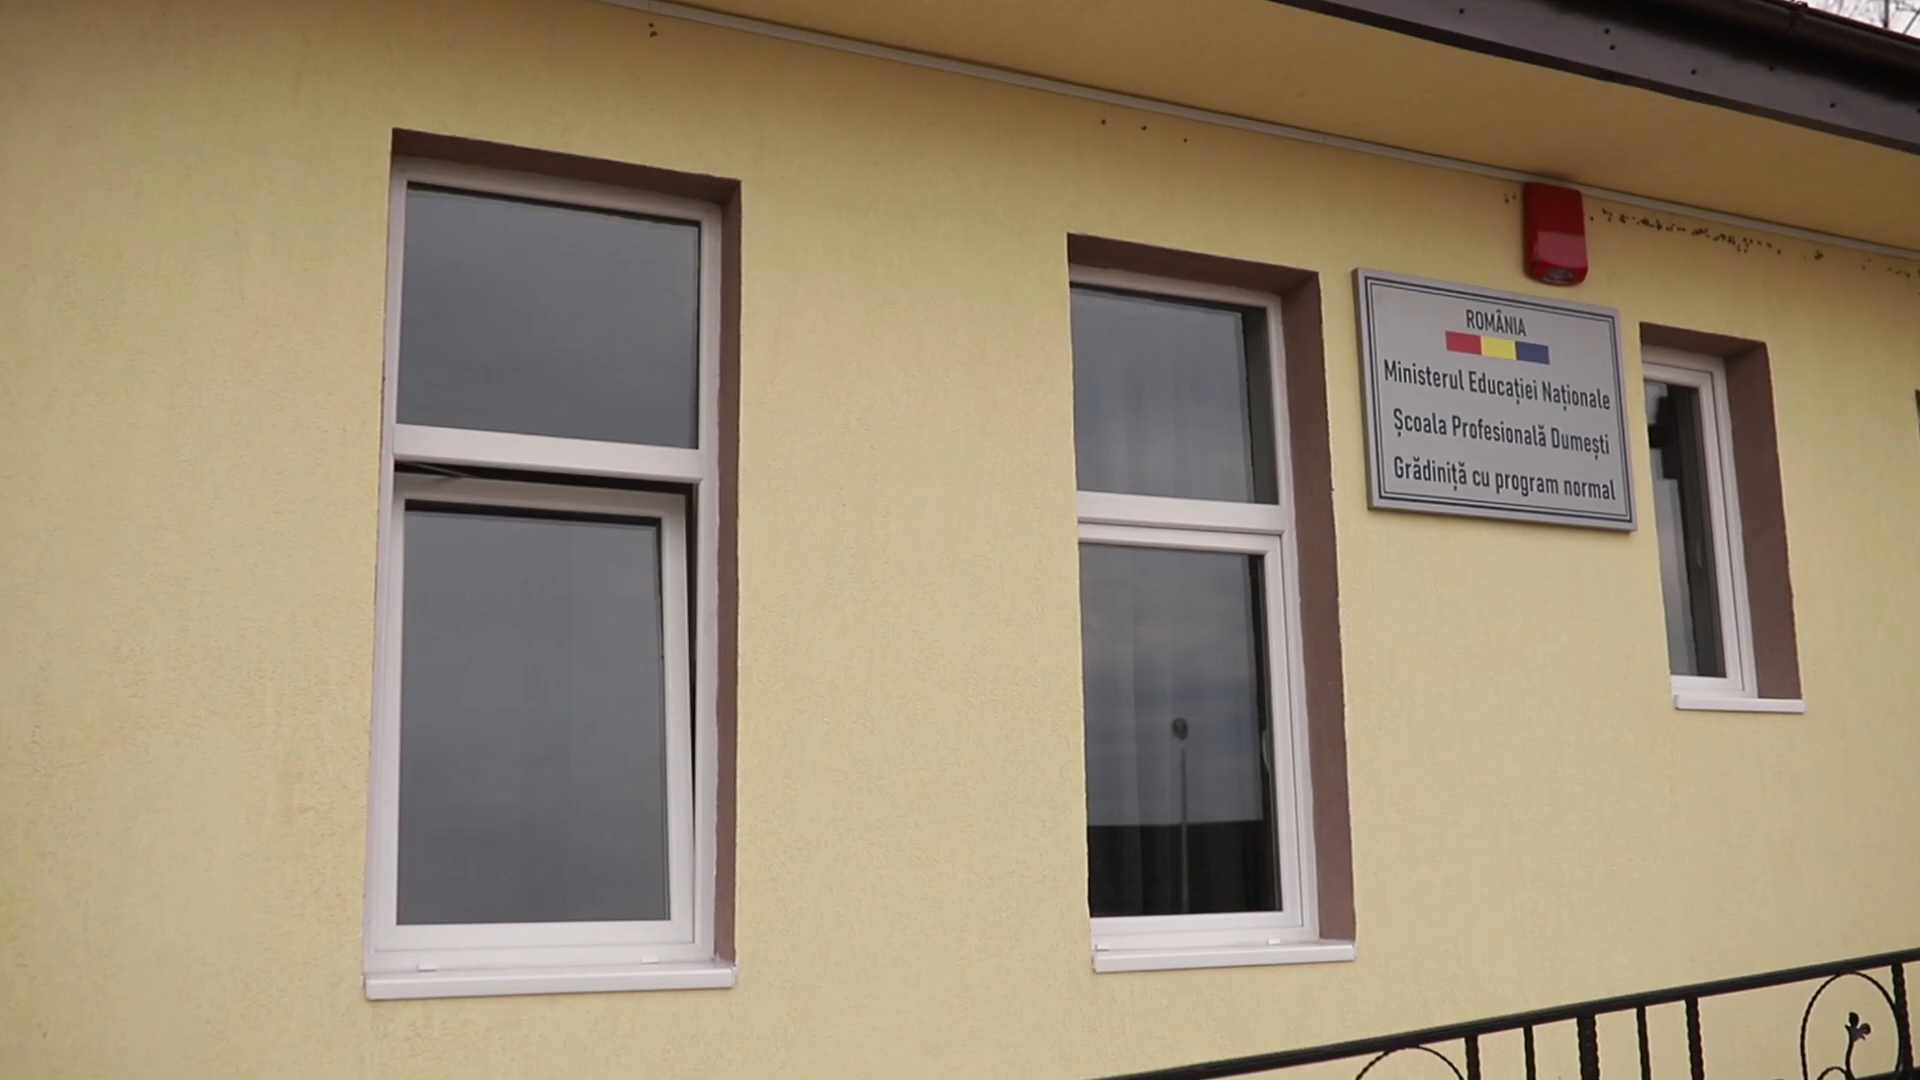 ROMÂNIA
Ministerul Educației Naționale
Școala Profesională Dumești
Grădiniță cu program normal